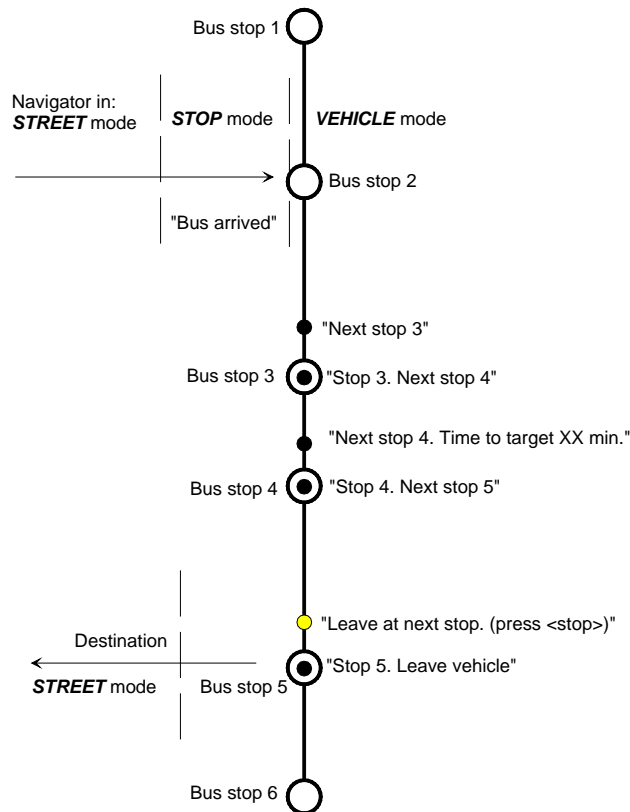 Bus stop 1
Navigator in:
STREET mode
STOP mode
VEHICLE mode
Bus stop 2
"Bus arrived"
"Next stop 3"
Bus stop 3
"Stop 3. Next stop 4"
"Next stop 4. Time to target XX min."
Bus stop 4
"Stop 4. Next stop 5"
"Leave at next stop. (press <stop>)"
Destination
"Stop 5. Leave vehicle"
STREET mode
Bus stop 5
Bus stop 6